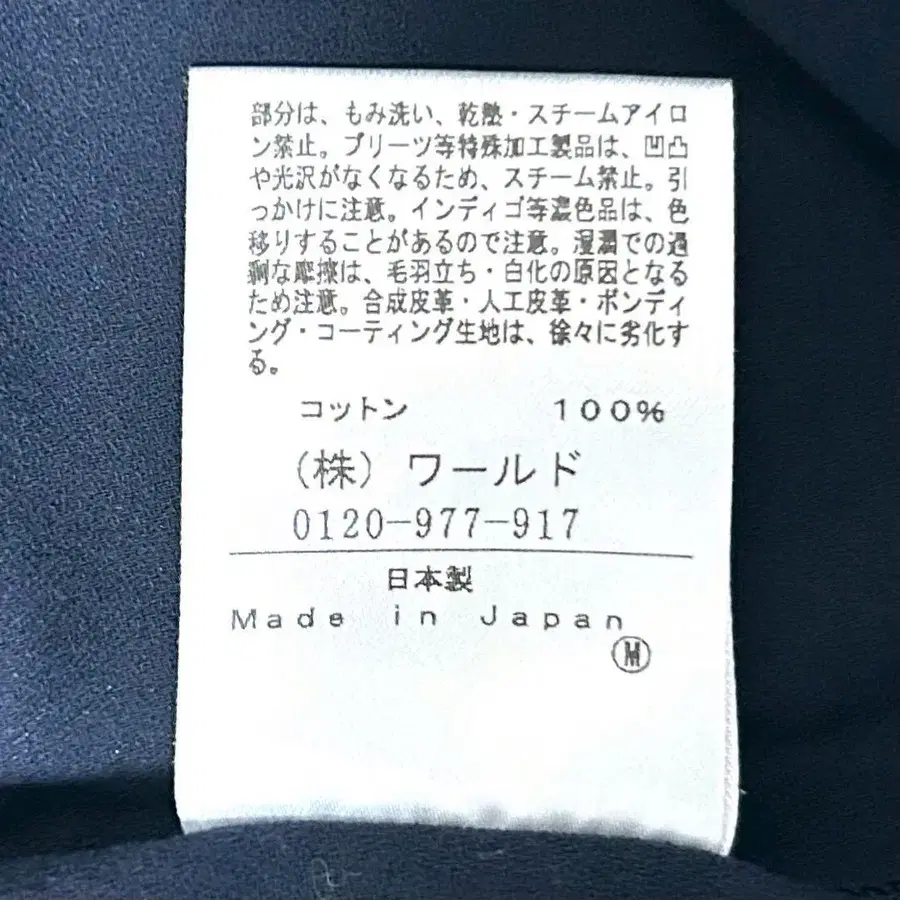 部分は、もみ洗い、乾熱・スチームアイロ
ン禁止。プリーツ等特殊加工製品は、凹凸
や光沢がなくなるため、スチーム禁止。引
っかけに注意。インディゴ等濃色品は、色
移りすることがあるので注意。湿潤での過
剰な摩擦は、毛羽立ち・白化の原因となる
ため注意。合成皮革・人工皮革・ボンディ
ング・コーティング生地は、徐々に劣化す
る。
コットン 100%
(株) ワールド
0120-977-917
日本製
Made in Japan
Ⓜ